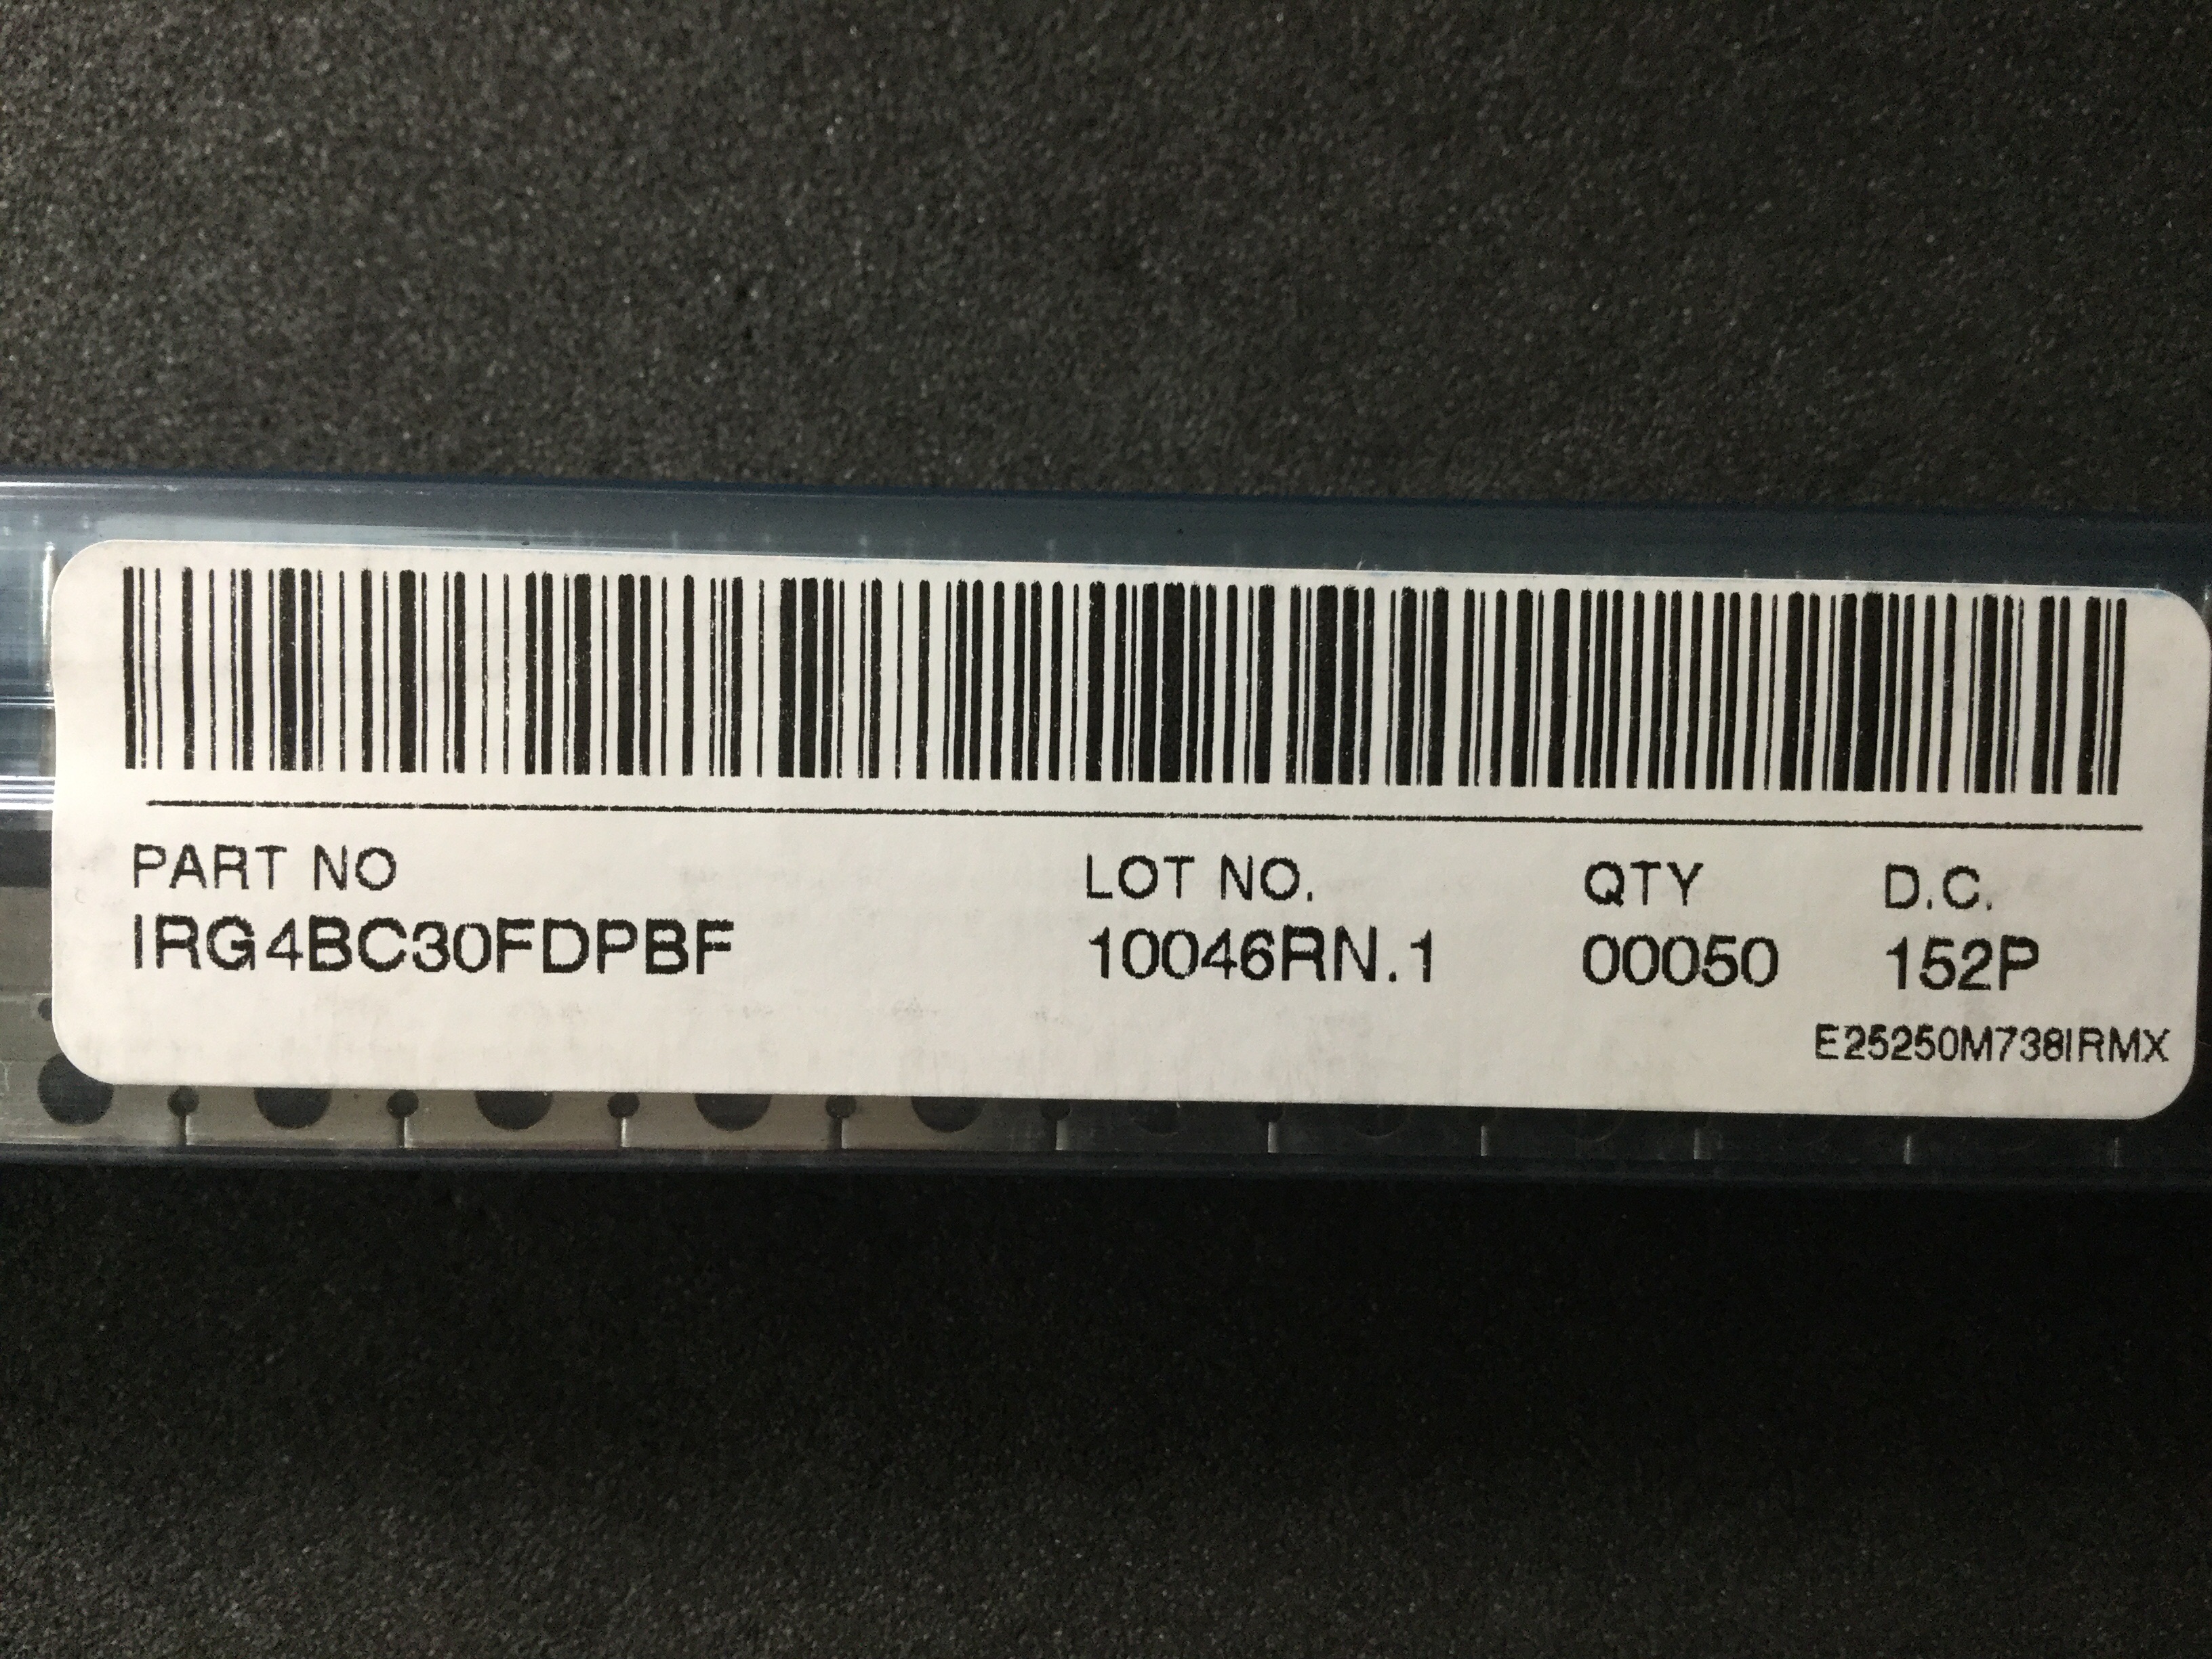 PART NO LOT NO. QTY D.C.
IRG4BC30FDPBF 10046RN.1 00050 152P
E25250M738IRMX